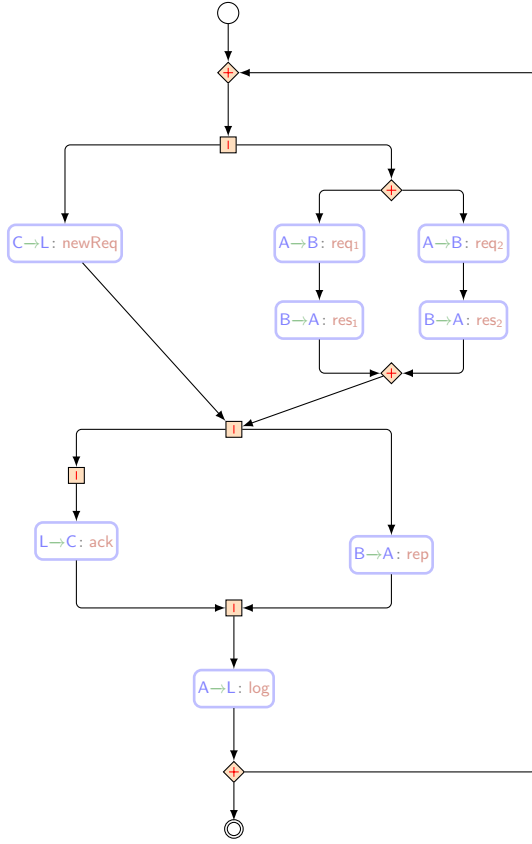 +
|
+
C→L: newReq
A→B: req₁
A→B: req₂
B→A: res₁
B→A: res₂
+
|
|
L→C: ack
B→A: rep
|
A→L: log
+